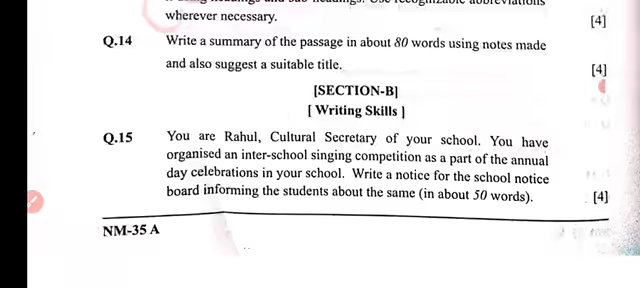 wherever necessary. [4]
Q.14 Write a summary of the passage in about 80 words using notes made
and also suggest a suitable title. [4]
[SECTION-B]
[ Writing Skills ]
Q.15 You are Rahul, Cultural Secretary of your school. You have
organised an inter-school singing competition as a part of the annual
day celebrations in your school. Write a notice for the school notice
board informing the students about the same (in about 50 words). [4]
NM-35 A